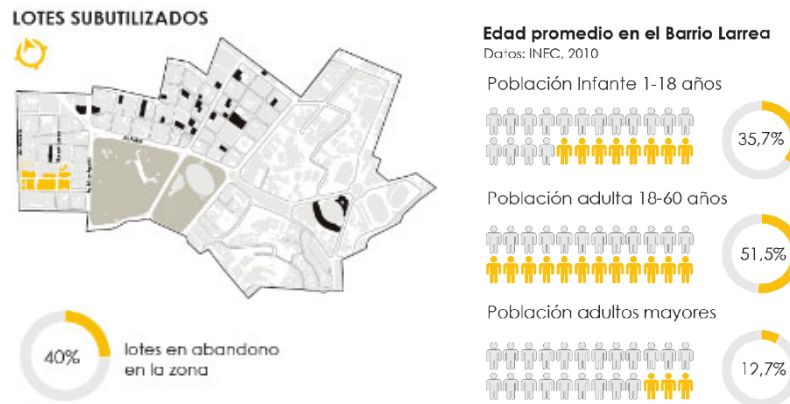 LOTES SUBUTILIZADOS
40%
lotes en abandono
en la zona
Edad promedio en el Barrio Larrea
Datos: INEC, 2010
Población Infante 1-18 años
35,7%
Población adulta 18-60 años
51,5%
Población adultos mayores
12,7%